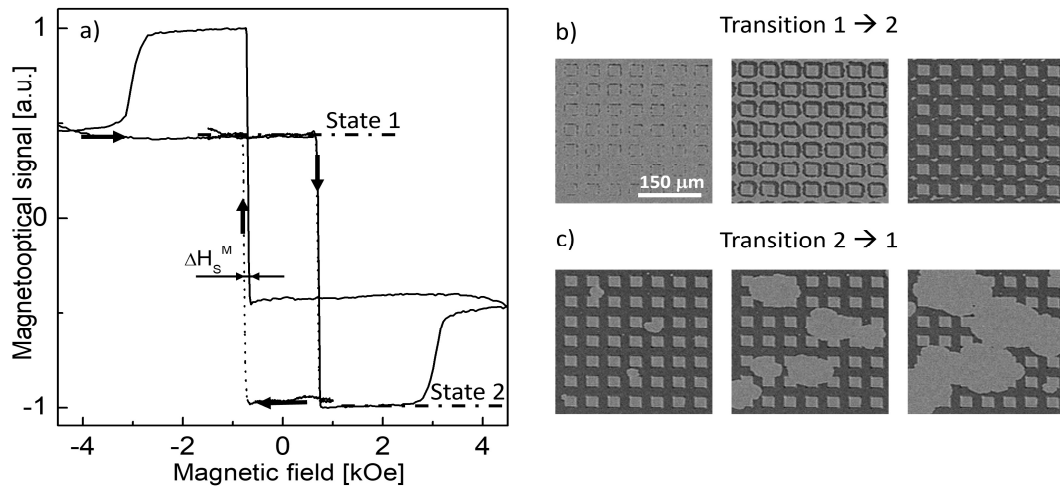 a)
1
0
-1
Magnetooptical signal [a.u.]
State 1
ΔH_S^M
State 2
-4 -2 0 2 4
Magnetic field [kOe]
b)
Transition 1 → 2
150 μm
c)
Transition 2 → 1